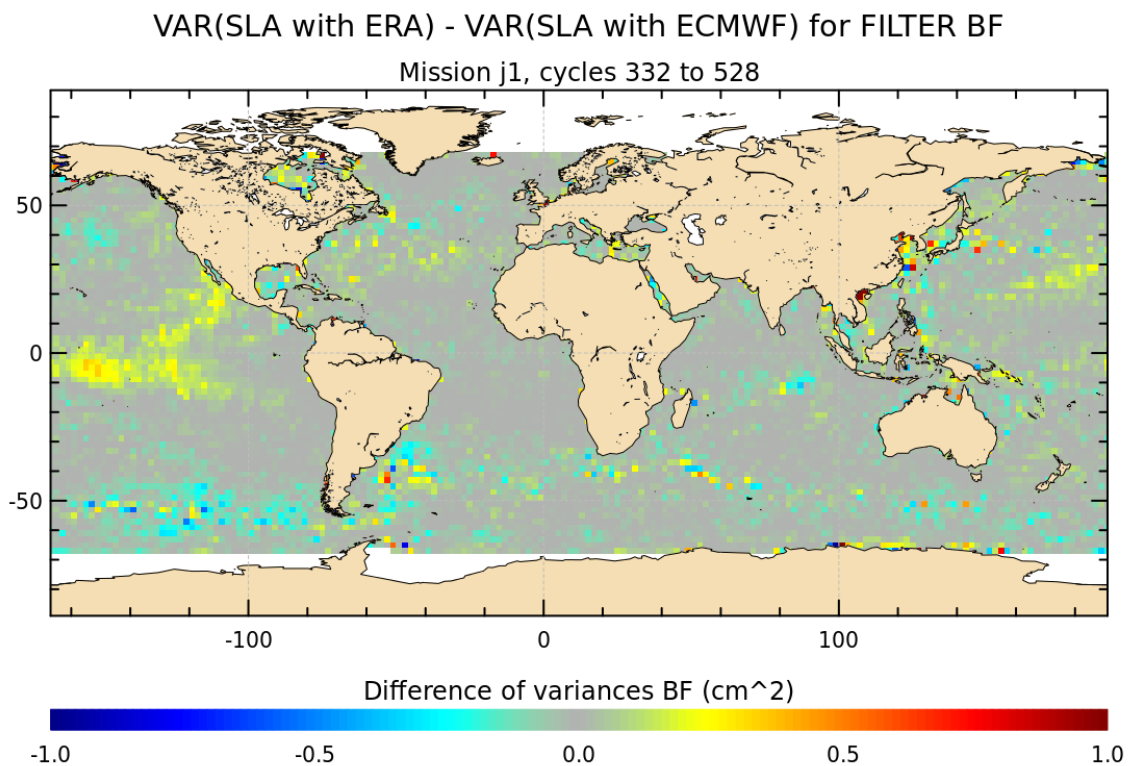 VAR(SLA with ERA) - VAR(SLA with ECMWF) for FILTER BF
Mission j1, cycles 332 to 528
50
0
-50
-100 0 100
Difference of variances BF (cm^2)
-1.0 -0.5 0.0 0.5 1.0